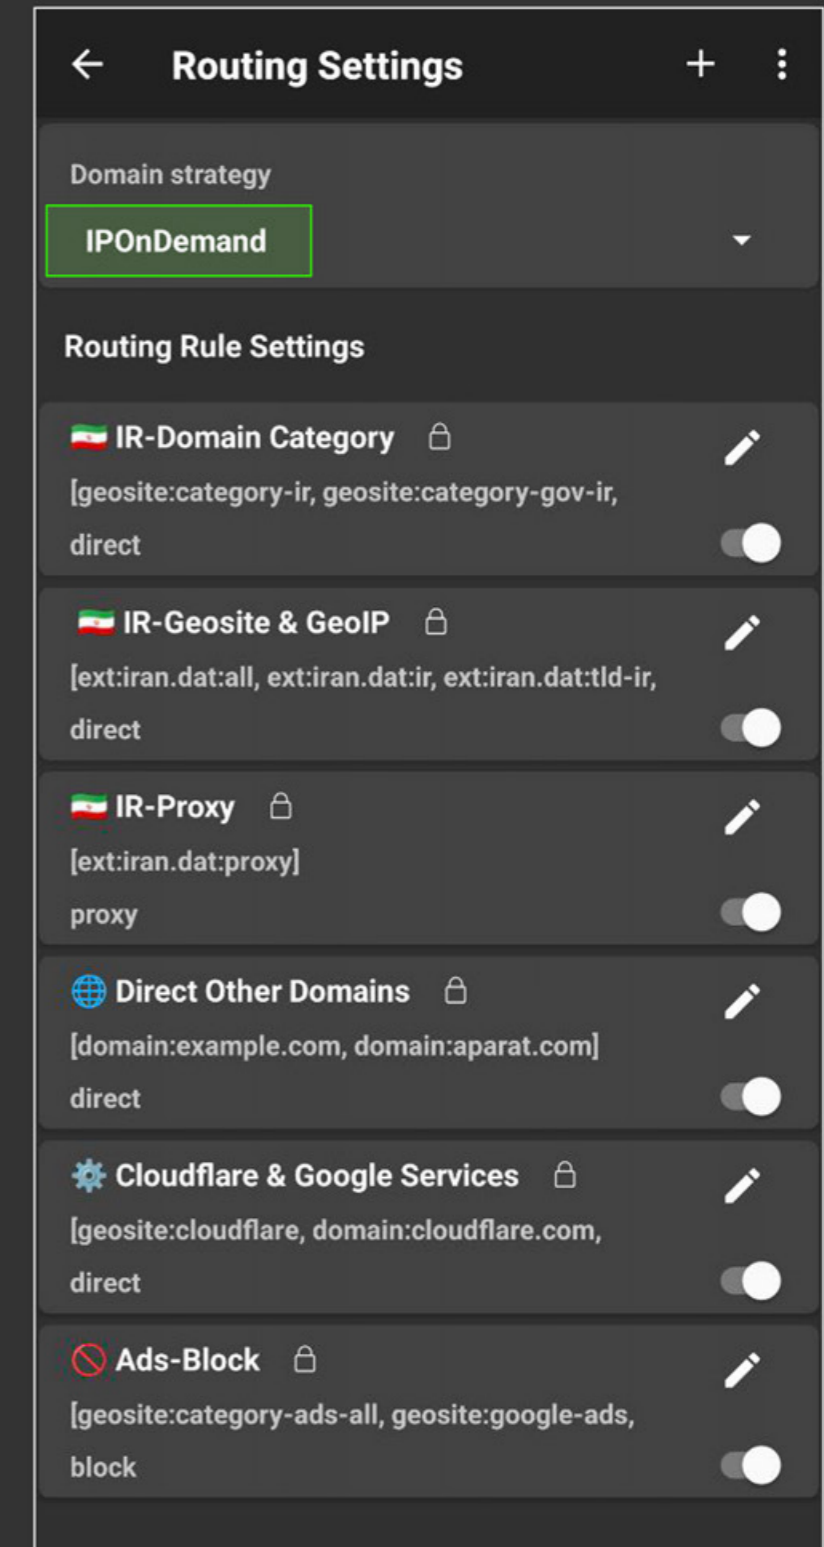 Routing Settings
Domain strategy
IPOnDemand
Routing Rule Settings
IR-Domain Category
[geosite:category-ir, geosite:category-gov-ir,
direct
IR-Geosite & GeoIP
[ext:iran.dat:all, ext:iran.dat:ir, ext:iran.dat:tld-ir,
direct
IR-Proxy
[ext:iran.dat:proxy]
proxy
Direct Other Domains
[domain:example.com, domain:aparat.com]
direct
Cloudflare & Google Services
[geosite:cloudflare, domain:cloudflare.com,
direct
Ads-Block
[geosite:category-ads-all, geosite:google-ads,
block